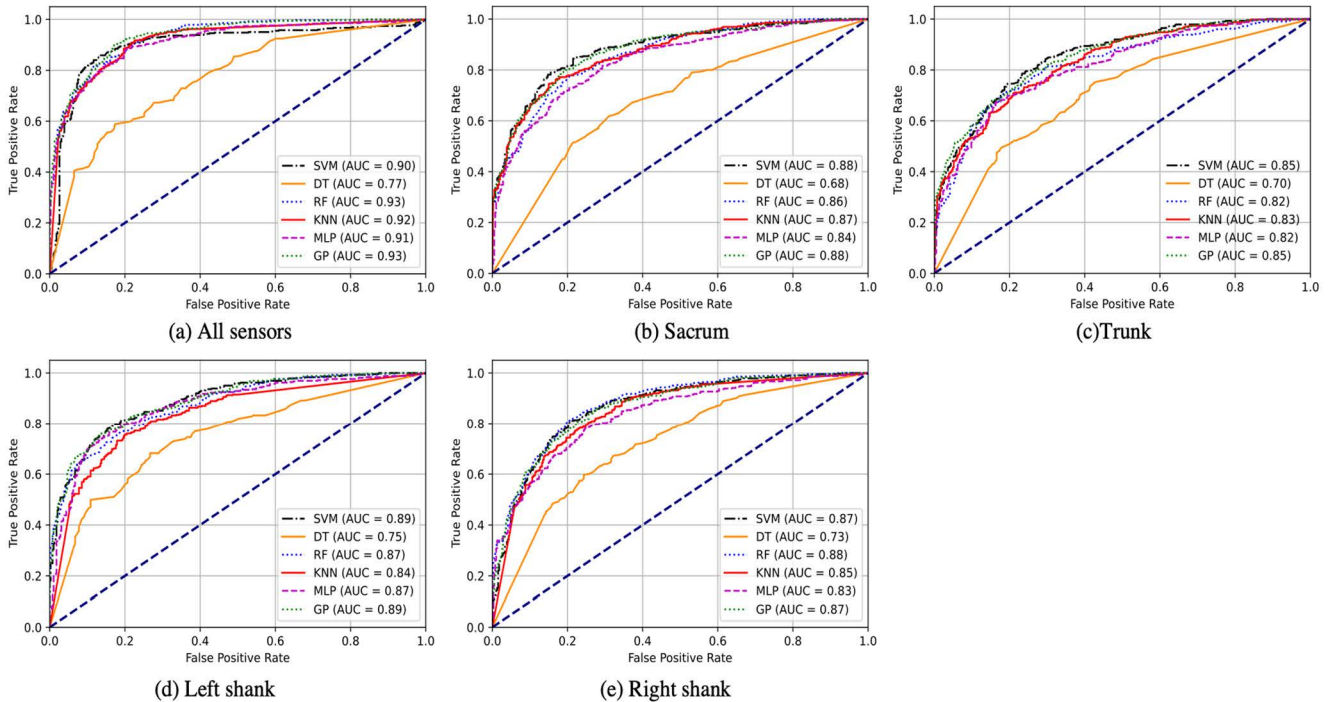 True Positive Rate
1.0
0.8
0.6
0.4
0.2
0.0
SVM (AUC = 0.90)
DT (AUC = 0.77)
RF (AUC = 0.93)
KNN (AUC = 0.92)
MLP (AUC = 0.91)
GP (AUC = 0.93)
0.0 0.2 0.4 0.6 0.8 1.0
False Positive Rate
(a) All sensors
True Positive Rate
1.0
0.8
0.6
0.4
0.2
0.0
SVM (AUC = 0.88)
DT (AUC = 0.68)
RF (AUC = 0.86)
KNN (AUC = 0.87)
MLP (AUC = 0.84)
GP (AUC = 0.88)
0.0 0.2 0.4 0.6 0.8 1.0
False Positive Rate
(b) Sacrum
True Positive Rate
1.0
0.8
0.6
0.4
0.2
0.0
SVM (AUC = 0.85)
DT (AUC = 0.70)
RF (AUC = 0.82)
KNN (AUC = 0.83)
MLP (AUC = 0.82)
GP (AUC = 0.85)
0.0 0.2 0.4 0.6 0.8 1.0
False Positive Rate
(c)Trunk
True Positive Rate
1.0
0.8
0.6
0.4
0.2
0.0
SVM (AUC = 0.89)
DT (AUC = 0.75)
RF (AUC = 0.87)
KNN (AUC = 0.84)
MLP (AUC = 0.87)
GP (AUC = 0.89)
0.0 0.2 0.4 0.6 0.8 1.0
False Positive Rate
(d) Left shank
True Positive Rate
1.0
0.8
0.6
0.4
0.2
0.0
SVM (AUC = 0.87)
DT (AUC = 0.73)
RF (AUC = 0.88)
KNN (AUC = 0.85)
MLP (AUC = 0.83)
GP (AUC = 0.87)
0.0 0.2 0.4 0.6 0.8 1.0
False Positive Rate
(e) Right shank